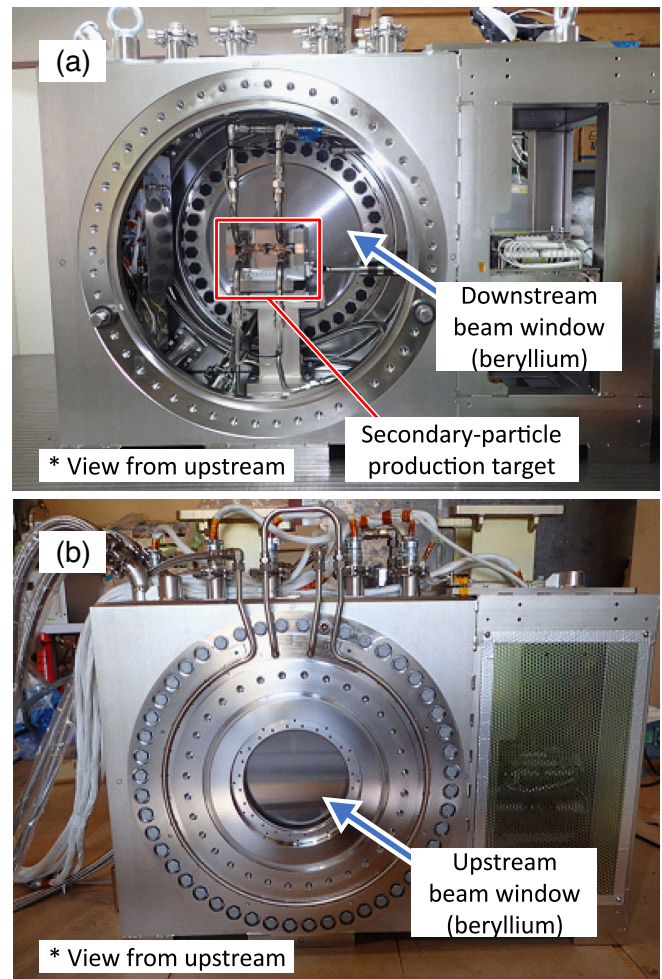 (a)
Downstream
beam window
(beryllium)
Secondary-particle
production target
* View from upstream
(b)
Upstream
beam window
(beryllium)
* View from upstream